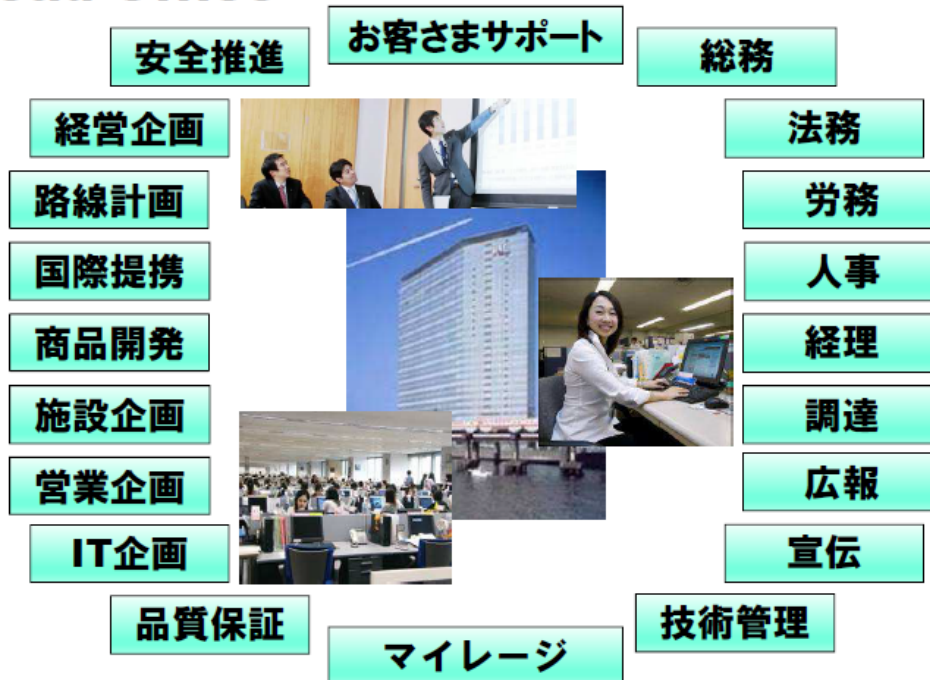 お客さまサポート
安全推進
総務
経営企画
法務
路線計画
労務
国際提携
人事
商品開発
経理
施設企画
調達
営業企画
広報
IT企画
宣伝
品質保証
技術管理
マイレージ